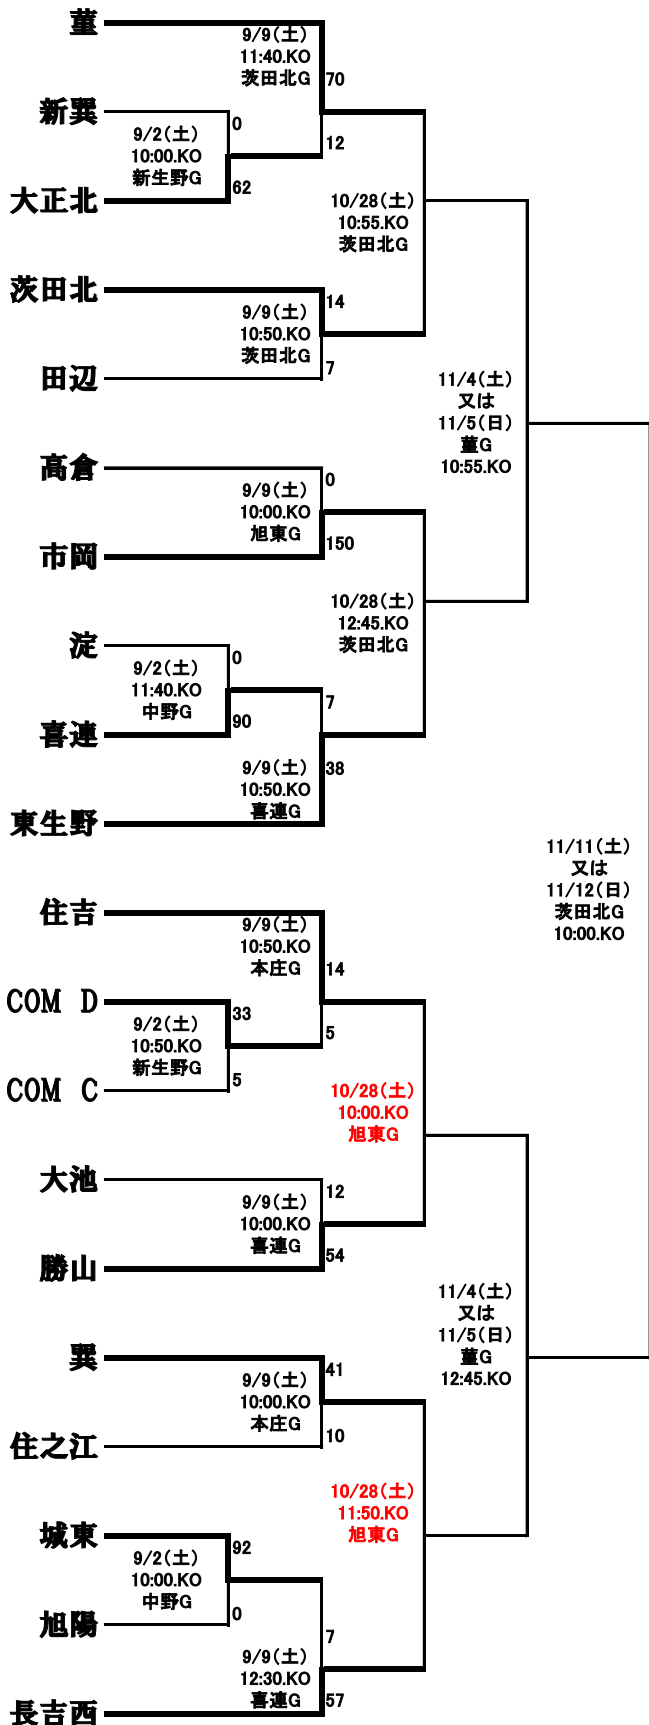 菫
9/9(土)
11:40.KO
茨田北G
70
新巽
0
9/2(土)
10:00.KO
新生野G
12
大正北
62
10/28(土)
10:55.KO
茨田北G
茨田北
14
9/9(土)
10:50.KO
茨田北G
田辺
7
11/4(土)
又は
11/5(日)
菫G
10:55.KO
高倉
0
9/9(土)
10:00.KO
旭東G
市岡
150
10/28(土)
12:45.KO
茨田北G
淀
0
9/2(土)
11:40.KO
中野G
7
喜連
90
9/9(土)
10:50.KO
喜連G
38
東生野
11/11(土)
又は
11/12(日)
茨田北G
10:00.KO
住吉
9/9(土)
10:50.KO
本庄G
14
COM D
33
9/2(土)
10:50.KO
新生野G
5
COM C
5
10/28(土)
10:00.KO
旭東G
大池
12
9/9(土)
10:00.KO
喜連G
勝山
54
11/4(土)
又は
11/5(日)
菫G
12:45.KO
巽
41
9/9(土)
10:00.KO
本庄G
住之江
10
10/28(土)
11:50.KO
旭東G
城東
92
9/2(土)
10:00.KO
中野G
旭陽
0
7
9/9(土)
12:30.KO
喜連G
長吉西
57